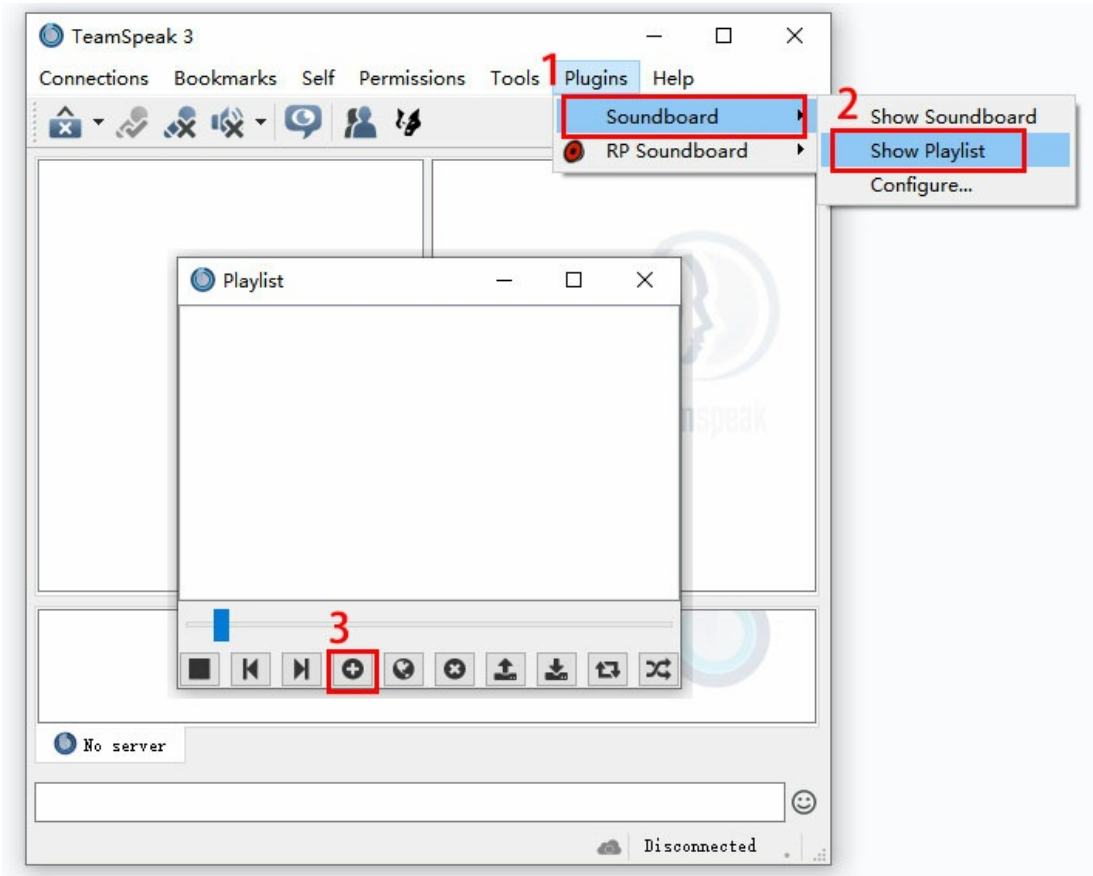 TeamSpeak 3
Connections Bookmarks Self Permissions Tools Plugins Help
1
Soundboard
RP Soundboard
2
Show Soundboard
Show Playlist
Configure...
Playlist
nspeak
3
No server
Disconnected